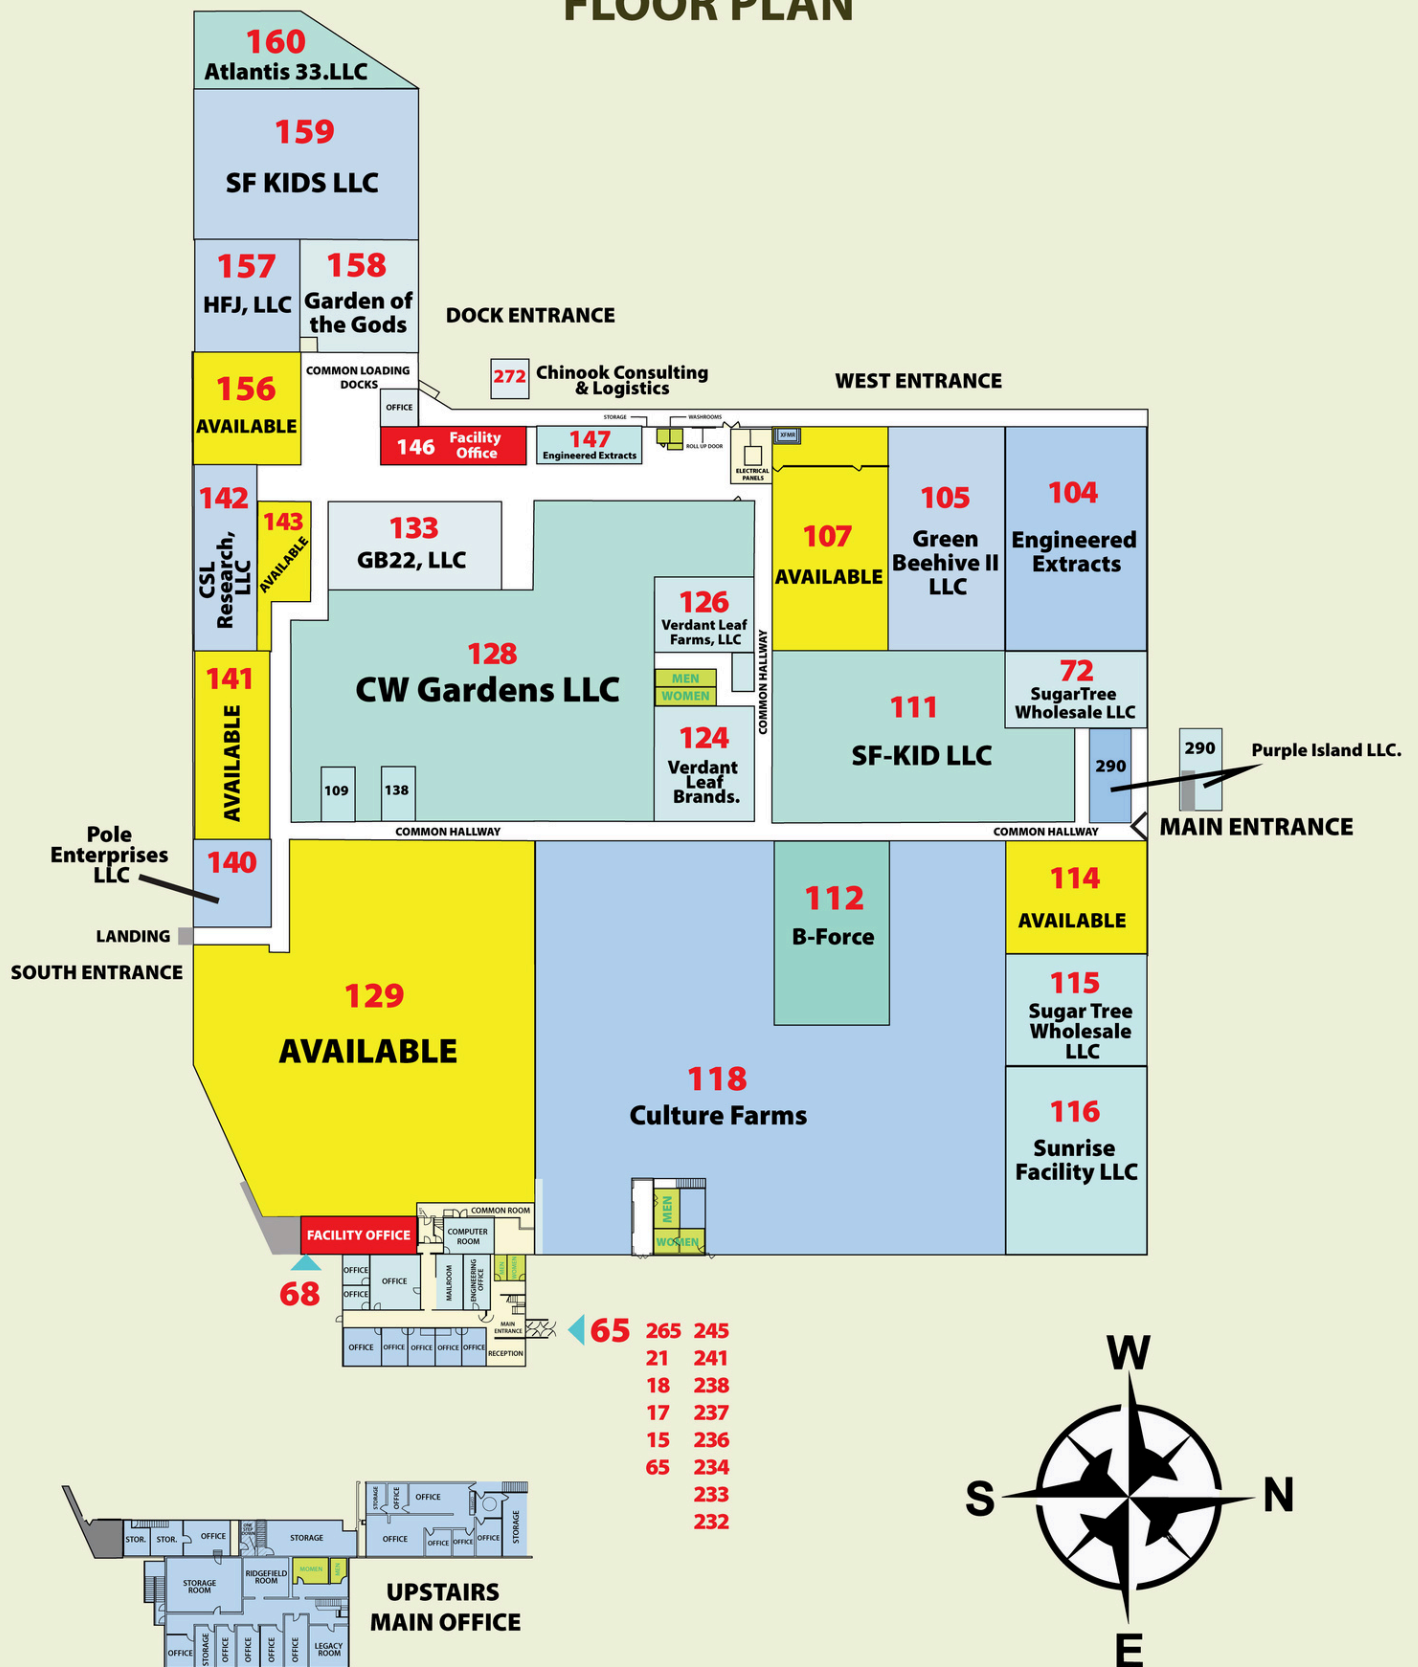 FLOOR PLAN
160
Atlantis 33.LLC
159
SF KIDS LLC
157
HFJ, LLC
158
Garden of
the Gods
DOCK ENTRANCE
156
AVAILABLE
COMMON LOADING
DOCKS
OFFICE
272
Chinook Consulting
& Logistics
WEST ENTRANCE
146
Facility
Office
147
Engineered Extracts
STORAGE
WASHROOMS
ROLL UP DOOR
ELECTRICAL
PANELS
XFMR
142
CSL
Research,
LLC
143
AVAILABLE
133
GB22, LLC
107
AVAILABLE
105
Green
Beehive II
LLC
104
Engineered
Extracts
126
Verdant Leaf
Farms, LLC
128
CW Gardens LLC
MEN
WOMEN
COMMON HALLWAY
141
AVAILABLE
124
Verdant
Leaf
Brands.
111
SF-KID LLC
72
SugarTree
Wholesale LLC
290
290
Purple Island LLC.
109
138
COMMON HALLWAY
COMMON HALLWAY
MAIN ENTRANCE
Pole
Enterprises
LLC
140
LANDING
SOUTH ENTRANCE
129
AVAILABLE
112
B-Force
114
AVAILABLE
115
Sugar Tree
Wholesale
LLC
118
Culture Farms
116
Sunrise
Facility LLC
MEN
WOMEN
FACILITY OFFICE
COMMON ROOM
COMPUTER
ROOM
68
OFFICE
OFFICE
OFFICE
MAILROOM
ENGINEERING
OFFICE
MEN
WOMEN
MAIN
ENTRANCE
OFFICE
OFFICE
OFFICE
OFFICE
OFFICE
RECEPTION
65
265 245
21 241
18 238
17 237
15 236
65 234
233
232
W
S
N
E
STORAGE
OFFICE
OFFICE
OFFICE
OFFICE
OFFICE
OFFICE
STORAGE
STOR.
STOR.
OFFICE
STORAGE
STORAGE
ROOM
RIDGEFIELD
ROOM
WOMEN
MEN
UPSTAIRS
MAIN OFFICE
OFFICE
STORAGE
OFFICE
OFFICE
OFFICE
OFFICE
LEGACY
ROOM